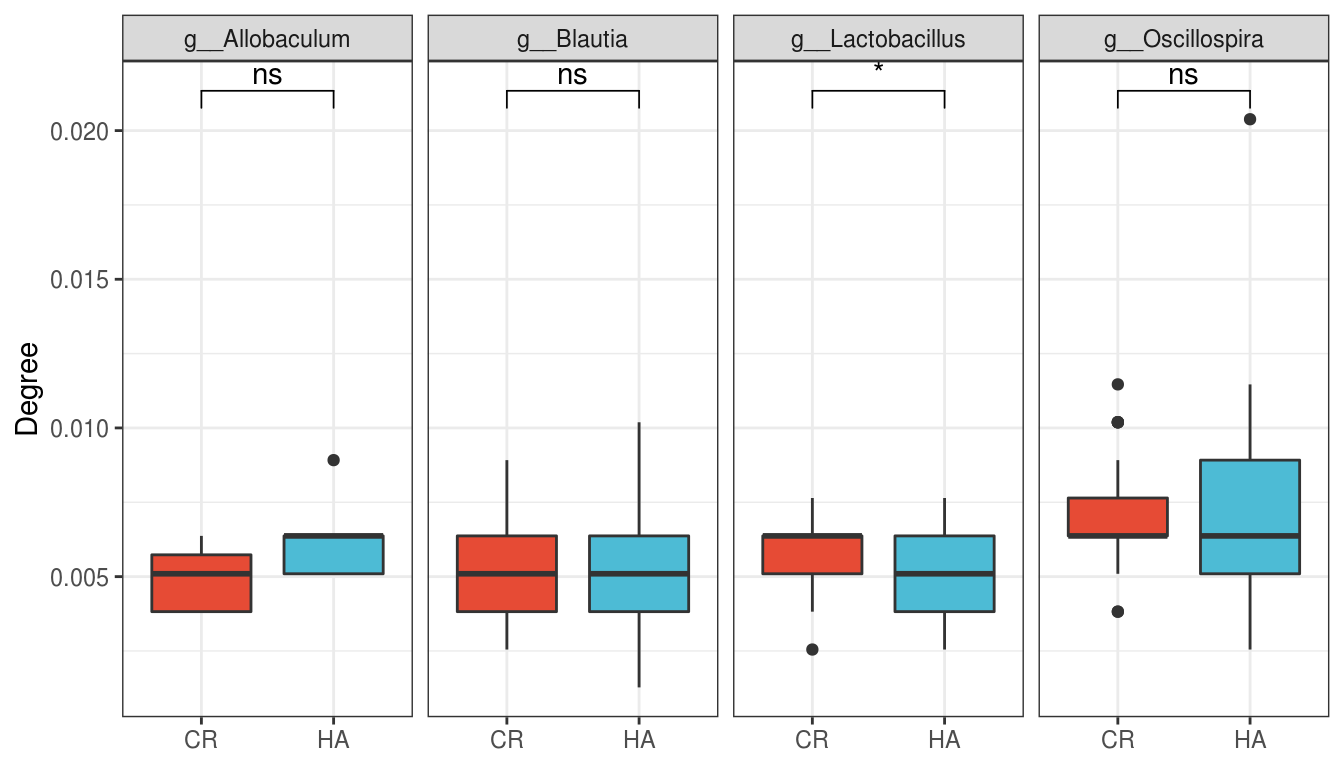 g__Allobaculum
g__Blautia
g__Lactobacillus
g__Oscillospira
ns
ns
*
ns
0.020
0.015
0.010
0.005
Degree
CR
HA
CR
HA
CR
HA
CR
HA